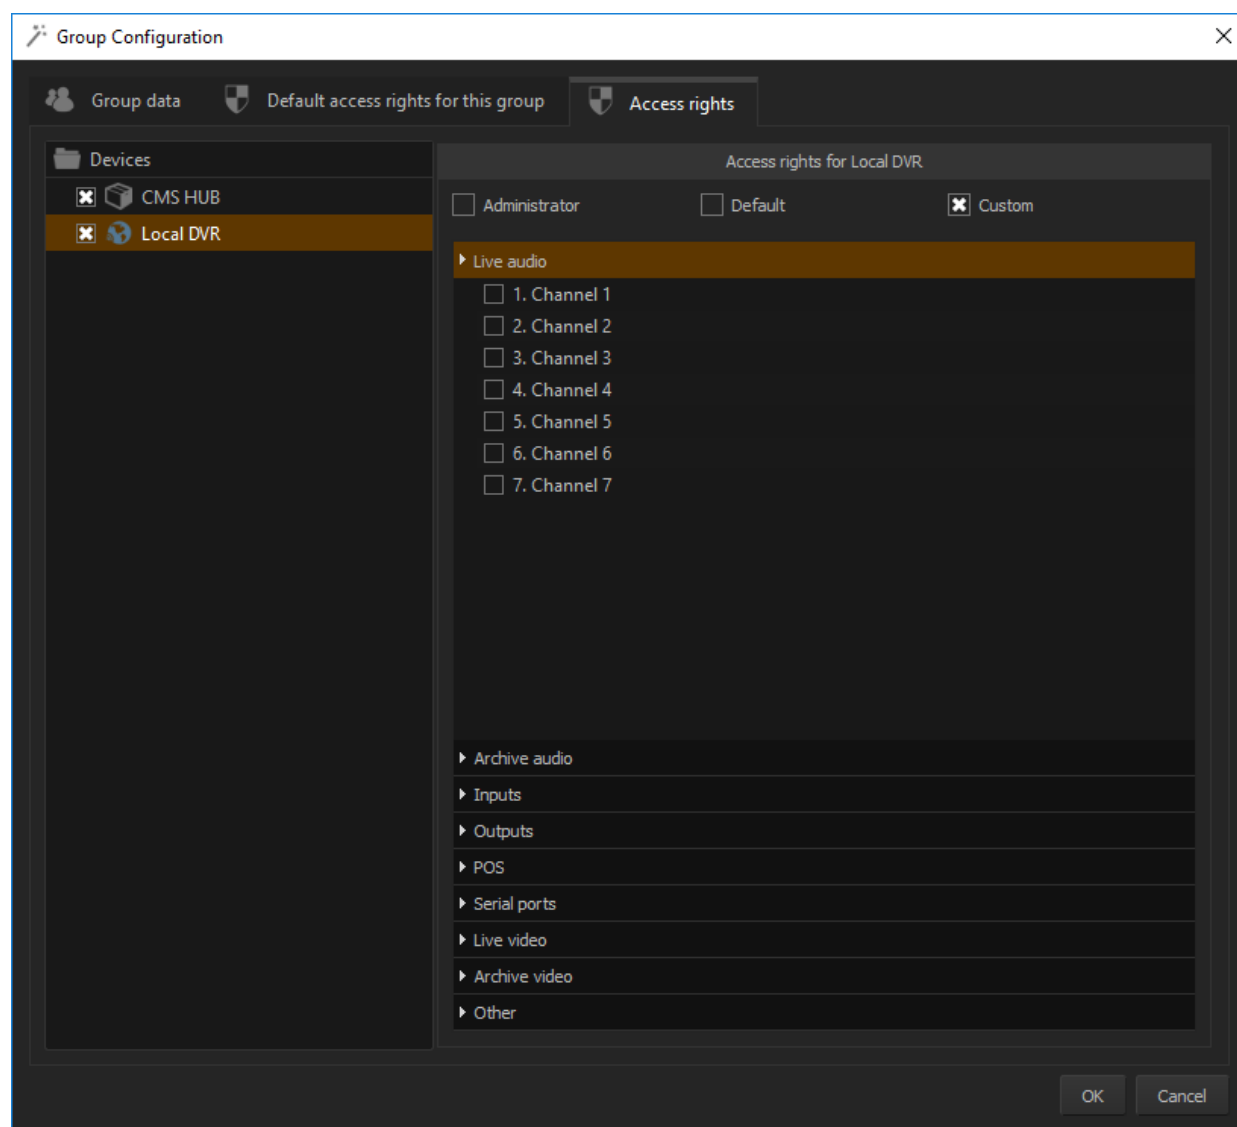 Group Configuration
Group data
Default access rights for this group
Access rights
Devices
CMS HUB
Local DVR
Access rights for Local DVR
Administrator
Default
Custom
Live audio
1. Channel 1
2. Channel 2
3. Channel 3
4. Channel 4
5. Channel 5
6. Channel 6
7. Channel 7
Archive audio
Inputs
Outputs
POS
Serial ports
Live video
Archive video
Other
OK
Cancel